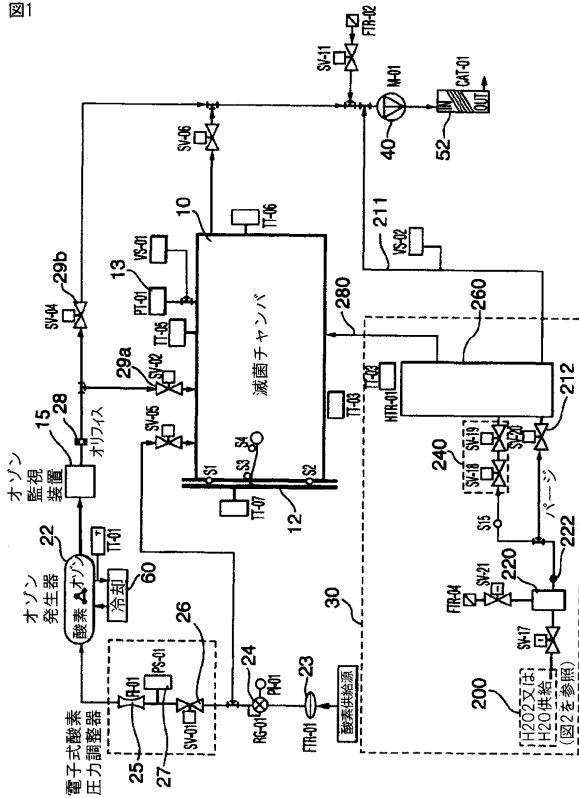 図1
FTR-02
SV-11
M-01
CAT-01
IN
OUT
40
52
SV-06
211
VS-02
10
TT-06
VS-01
13
PT-01
TT-05
SV-02
29a
SV-05
29b
SV-04
280
260
滅菌チャンバ
TT-03
TT-03
HTR-01
S4
S1
S3
S2
12
TT-07
212
240
SV-19
SV-18
SV-20
パージ
S15
222
220
SV-21
FTR-04
SV-17
30
200
H2O2又は
H2O供給
(図2を参照)
オリフィス
28
15
オゾン
監視
装置
22
オゾン
発生器
酸素
オゾン
TT-01
冷却
60
電子式酸素
圧力調整器
FI-01
PS-01
25
27
26
SV-01
24
PI-01
RG-01
23
FTR-01
酸素供給源